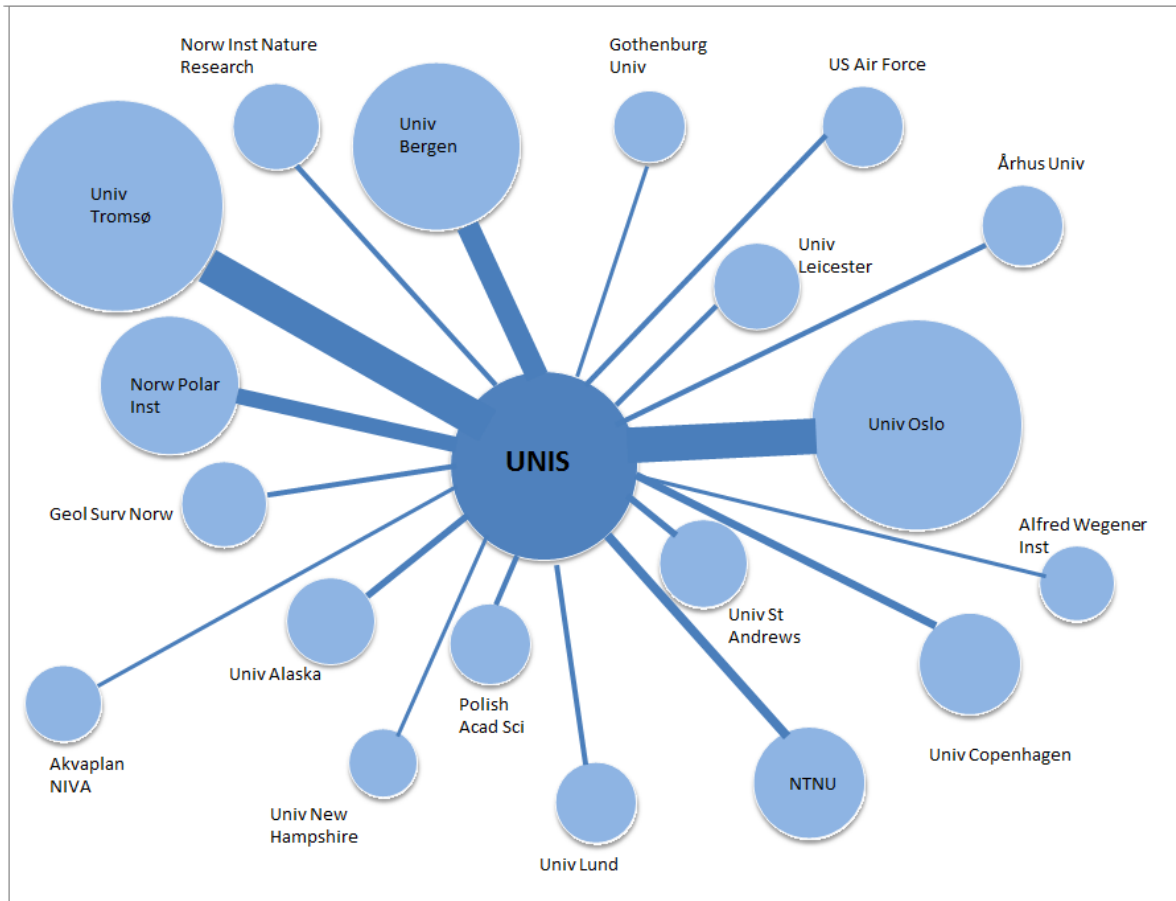 Norw Inst Nature
Research
Gothenburg
Univ
US Air Force
Univ
Bergen
Århus Univ
Univ
Tromsø
Univ
Leicester
Norw Polar
Inst
Univ Oslo
UNIS
Geol Surv Norw
Alfred Wegener
Inst
Univ St
Andrews
Univ Alaska
Polish
Acad Sci
Univ Copenhagen
Akvaplan
NIVA
NTNU
Univ New
Hampshire
Univ Lund